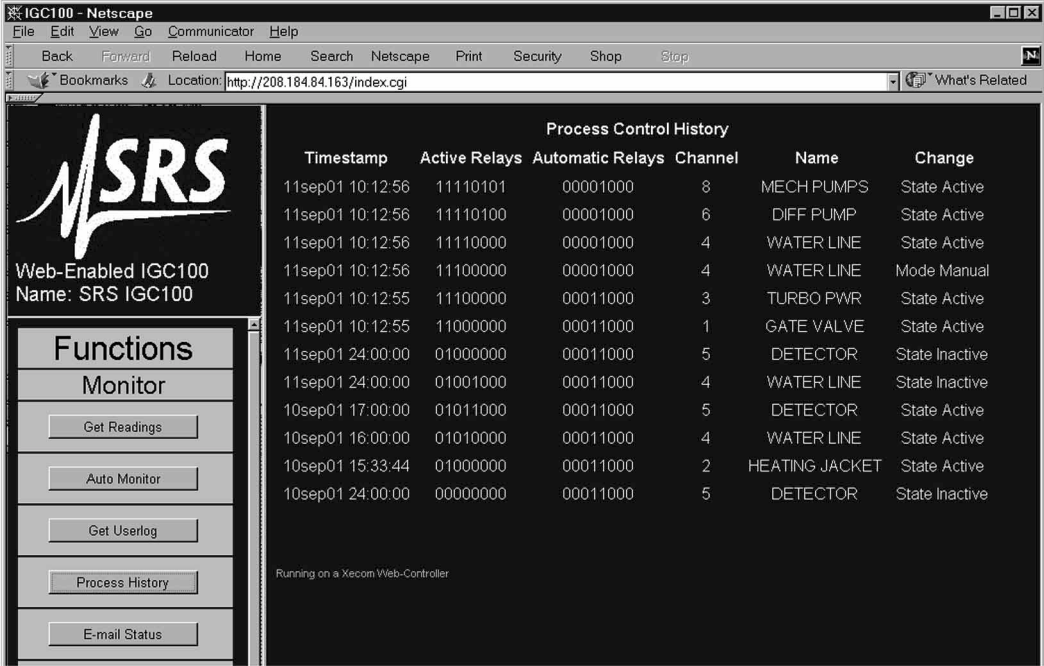 IGC100 - Netscape
File Edit View Go Communicator Help
Back Forward Reload Home Search Netscape Print Security Shop Stop
N
Bookmarks Location: http://208.184.84.163/index.cgi What's Related
SRS
Web-Enabled IGC100
Name: SRS IGC100
Functions
Monitor
Get Readings
Auto Monitor
Get Userlog
Process History
E-mail Status
Process Control History
Timestamp Active Relays Automatic Relays Channel Name Change
11sep01 10:12:56 11110101 00001000 8 MECH PUMPS State Active
11sep01 10:12:56 11110100 00001000 6 DIFF PUMP State Active
11sep01 10:12:56 11110000 00001000 4 WATER LINE State Active
11sep01 10:12:56 11100000 00001000 4 WATER LINE Mode Manual
11sep01 10:12:55 11100000 00011000 3 TURBO PWR State Active
11sep01 10:12:55 11000000 00011000 1 GATE VALVE State Active
11sep01 24:00:00 01000000 00011000 5 DETECTOR State Inactive
11sep01 24:00:00 01001000 00011000 4 WATER LINE State Inactive
10sep01 17:00:00 01011000 00011000 5 DETECTOR State Active
10sep01 16:00:00 01010000 00011000 4 WATER LINE State Active
10sep01 15:33:44 01000000 00011000 2 HEATING JACKET State Active
10sep01 24:00:00 00000000 00011000 5 DETECTOR State Inactive
Running on a Xecom Web-Controller